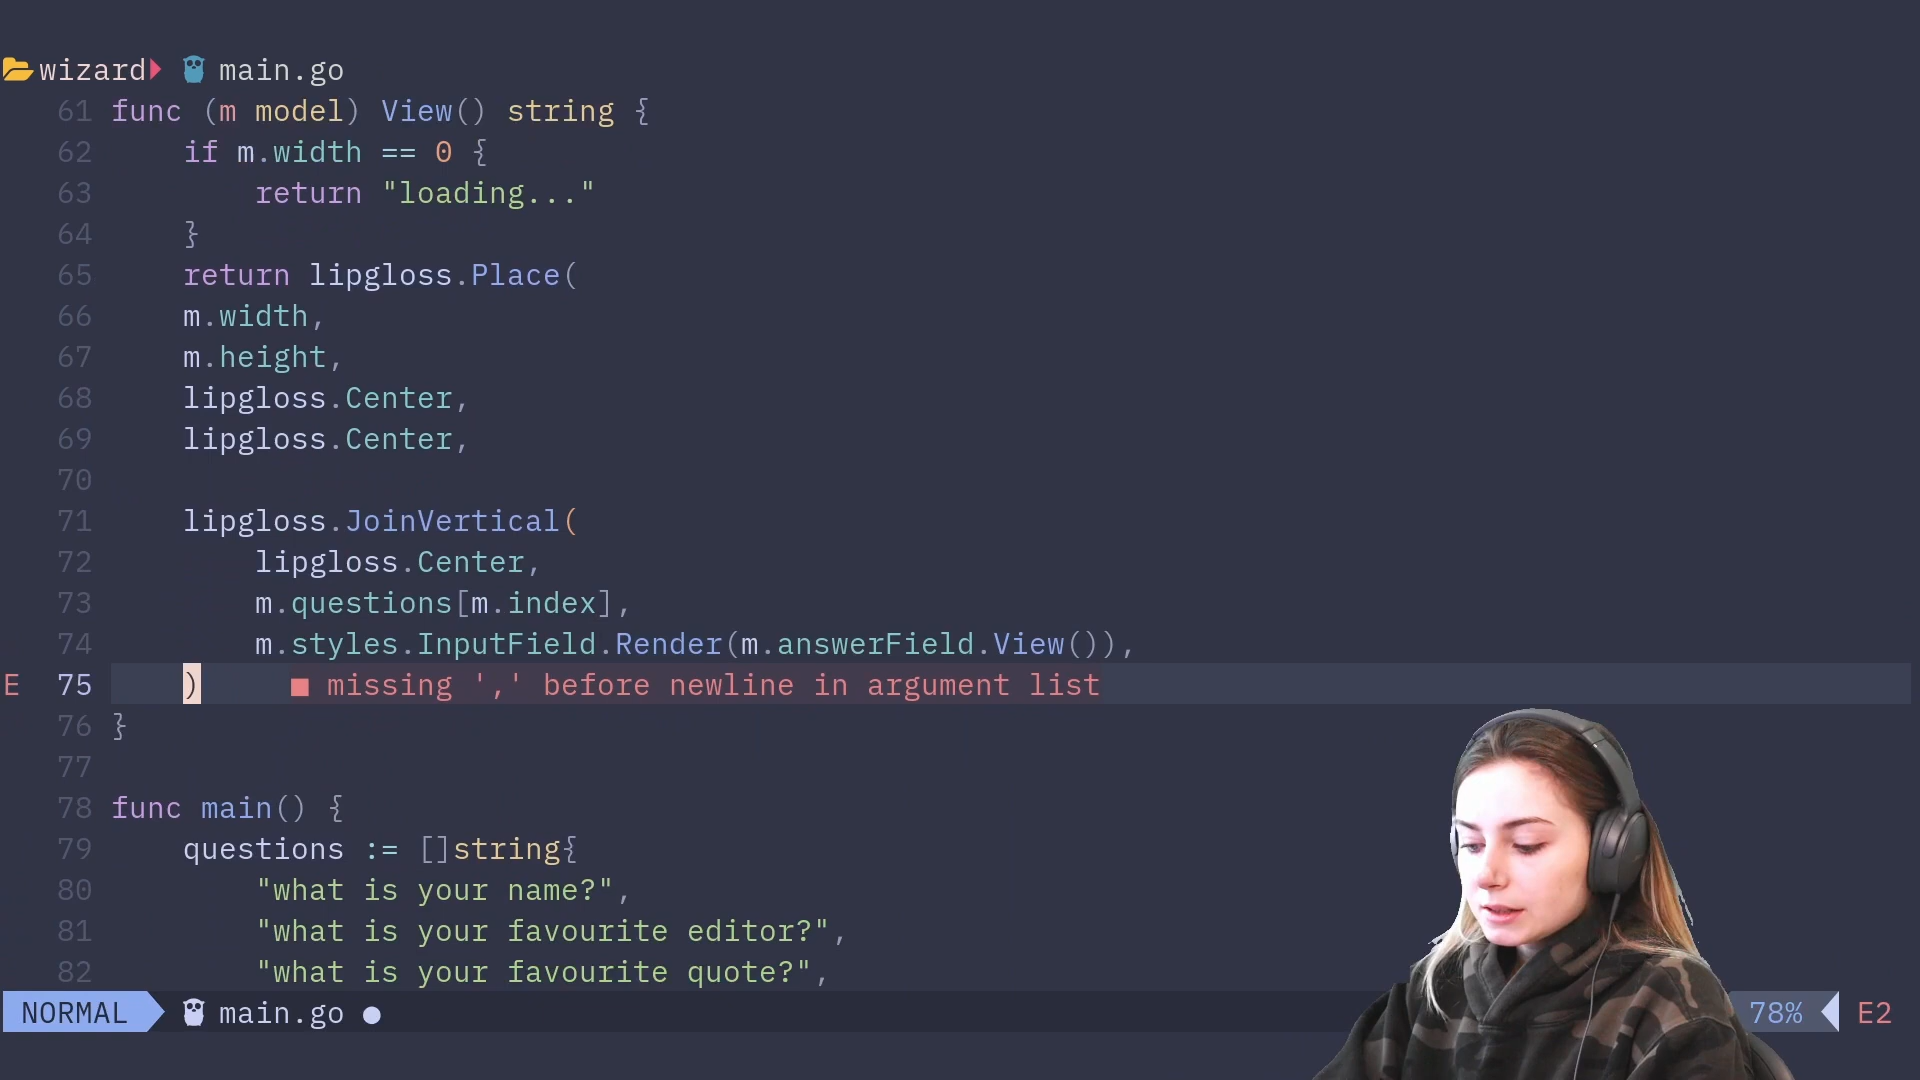 wizard main.go
61 func (m model) View() string {
62     if m.width == 0 {
63         return "loading..."
64     }
65     return lipgloss.Place(
66     m.width,
67     m.height,
68     lipgloss.Center,
69     lipgloss.Center,
70
71     lipgloss.JoinVertical(
72         lipgloss.Center,
73         m.questions[m.index],
74         m.styles.InputField.Render(m.answerField.View()),
E 75     )     ■ missing ',' before newline in argument list
76 }
77
78 func main() {
79     questions := []string{
80         "what is your name?",
81         "what is your favourite editor?",
82         "what is your favourite quote?",
NORMAL main.go ● 78% E2